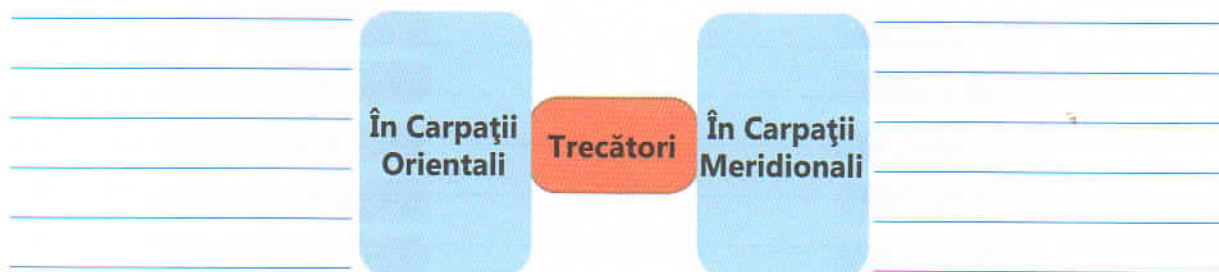 În Carpaţii
Orientali
Trecători
În Carpaţii
Meridionali